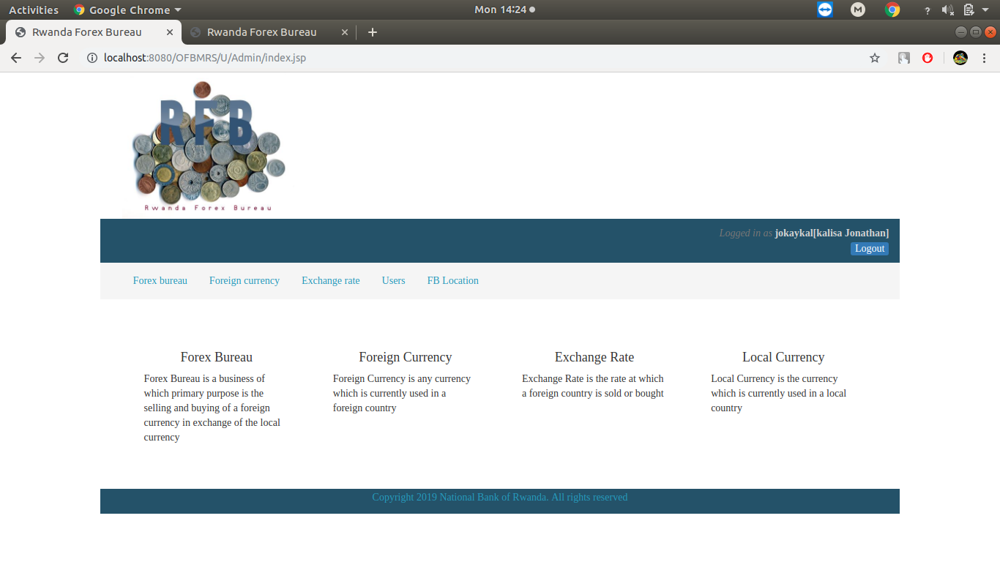 Activities Google Chrome Mon 14:24 M ?
Rwanda Forex Bureau Rwanda Forex Bureau
localhost:8080/OFBMRS/U/Admin/index.jsp
RFB
Rwanda Forex Bureau
Logged in as jokaykal[kalisa Jonathan]
Logout
Forex bureau Foreign currency Exchange rate Users FB Location
Forex Bureau
Forex Bureau is a business of
which primary purpose is the
selling and buying of a foreign
currency in exchange of the local
currency
Foreign Currency
Foreign Currency is any currency
which is currently used in a
foreign country
Exchange Rate
Exchange Rate is the rate at which
a foreign country is sold or bought
Local Currency
Local Currency is the currency
which is currently used in a local
country
Copyright 2019 National Bank of Rwanda. All rights reserved